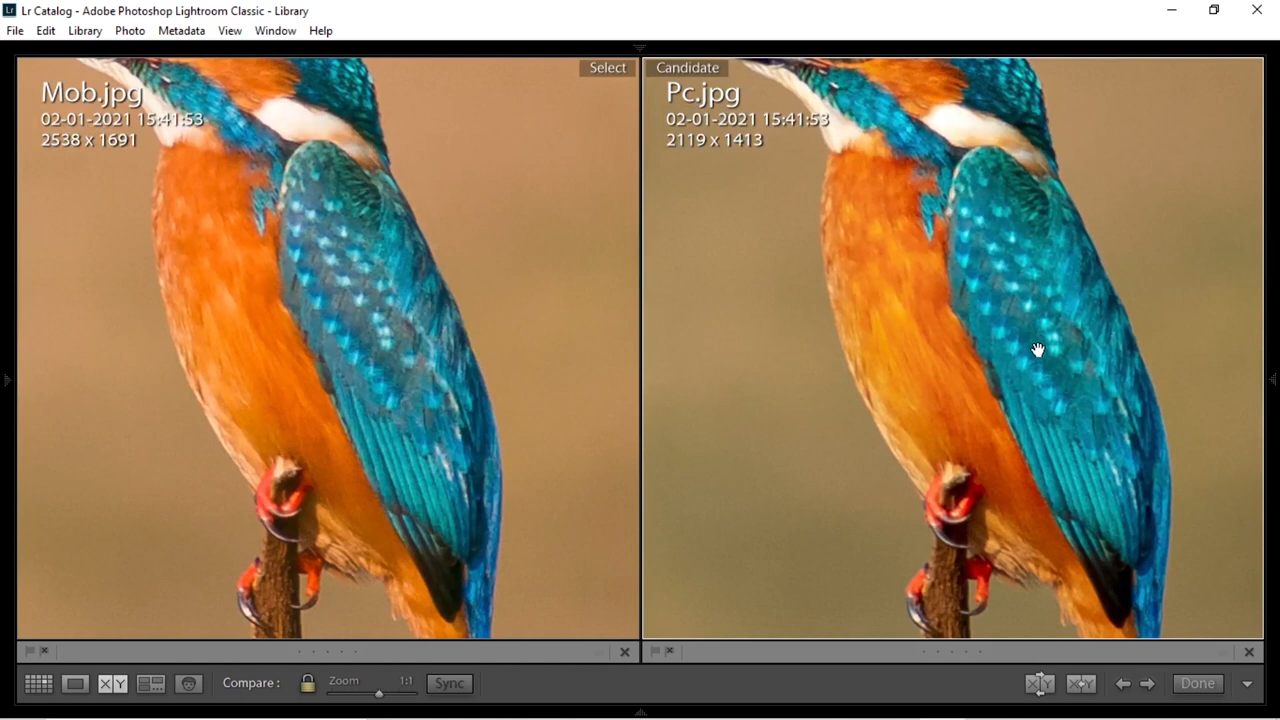 Lr Lr Catalog - Adobe Photoshop Lightroom Classic - Library
File Edit Library Photo Metadata View Window Help
Select
Mob.jpg
02-01-2021 15:41:53
2538 x 1691
Candidate
Pc.jpg
02-01-2021 15:41:53
2119 x 1413
XY Compare : Zoom 1:1 Sync X Y X Y Done